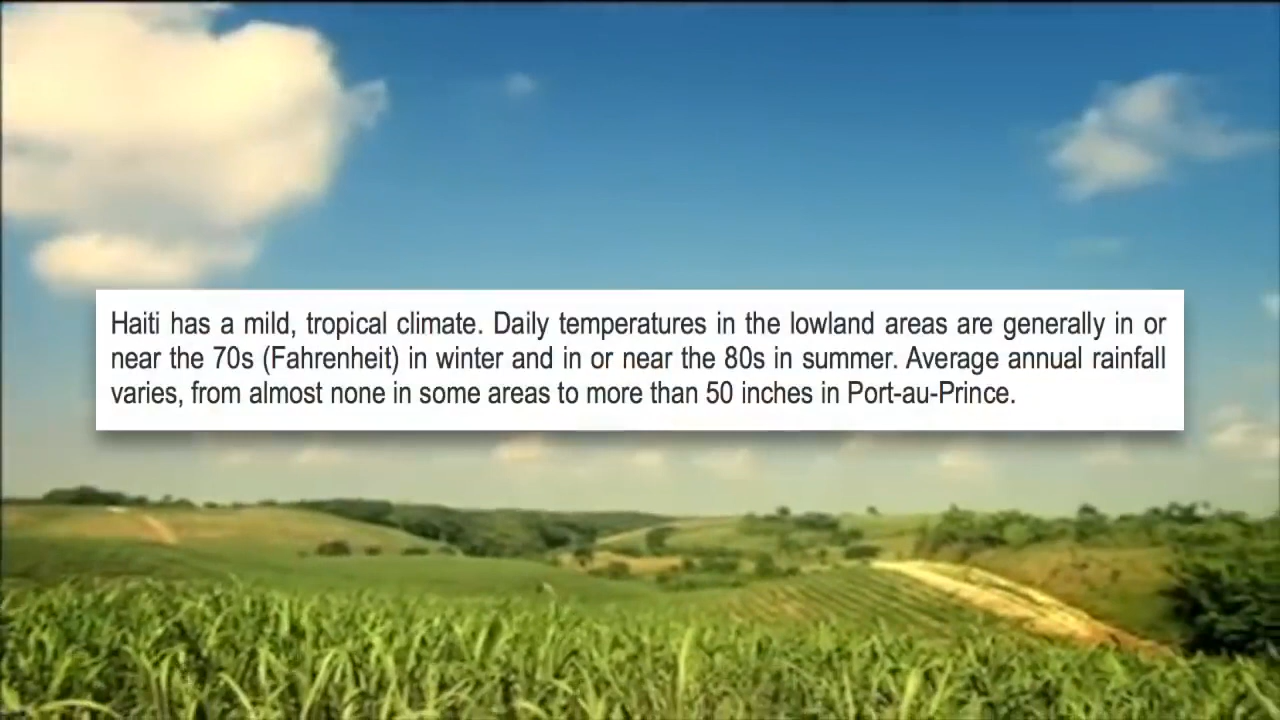 Haiti has a mild, tropical climate. Daily temperatures in the lowland areas are generally in or
near the 70s (Fahrenheit) in winter and in or near the 80s in summer. Average annual rainfall
varies, from almost none in some areas to more than 50 inches in Port-au-Prince.